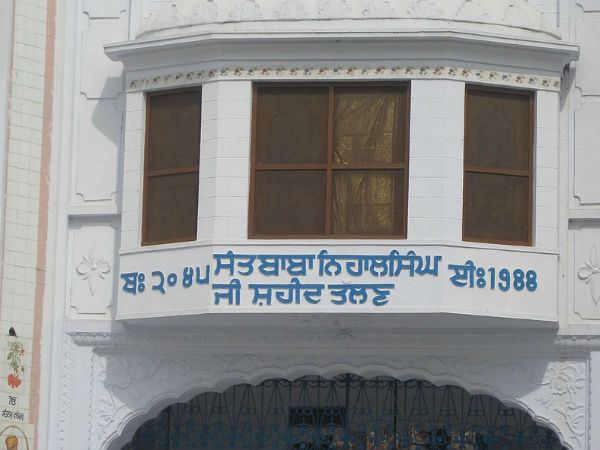 ਬਃ ੨੦੪੫ ਸੰਤ ਬਾਬਾ ਨਿਹਾਲਸਿੰਘ ਈਃ1988
ਜੀ ਸ਼ਹੀਦ ਤਲਣ